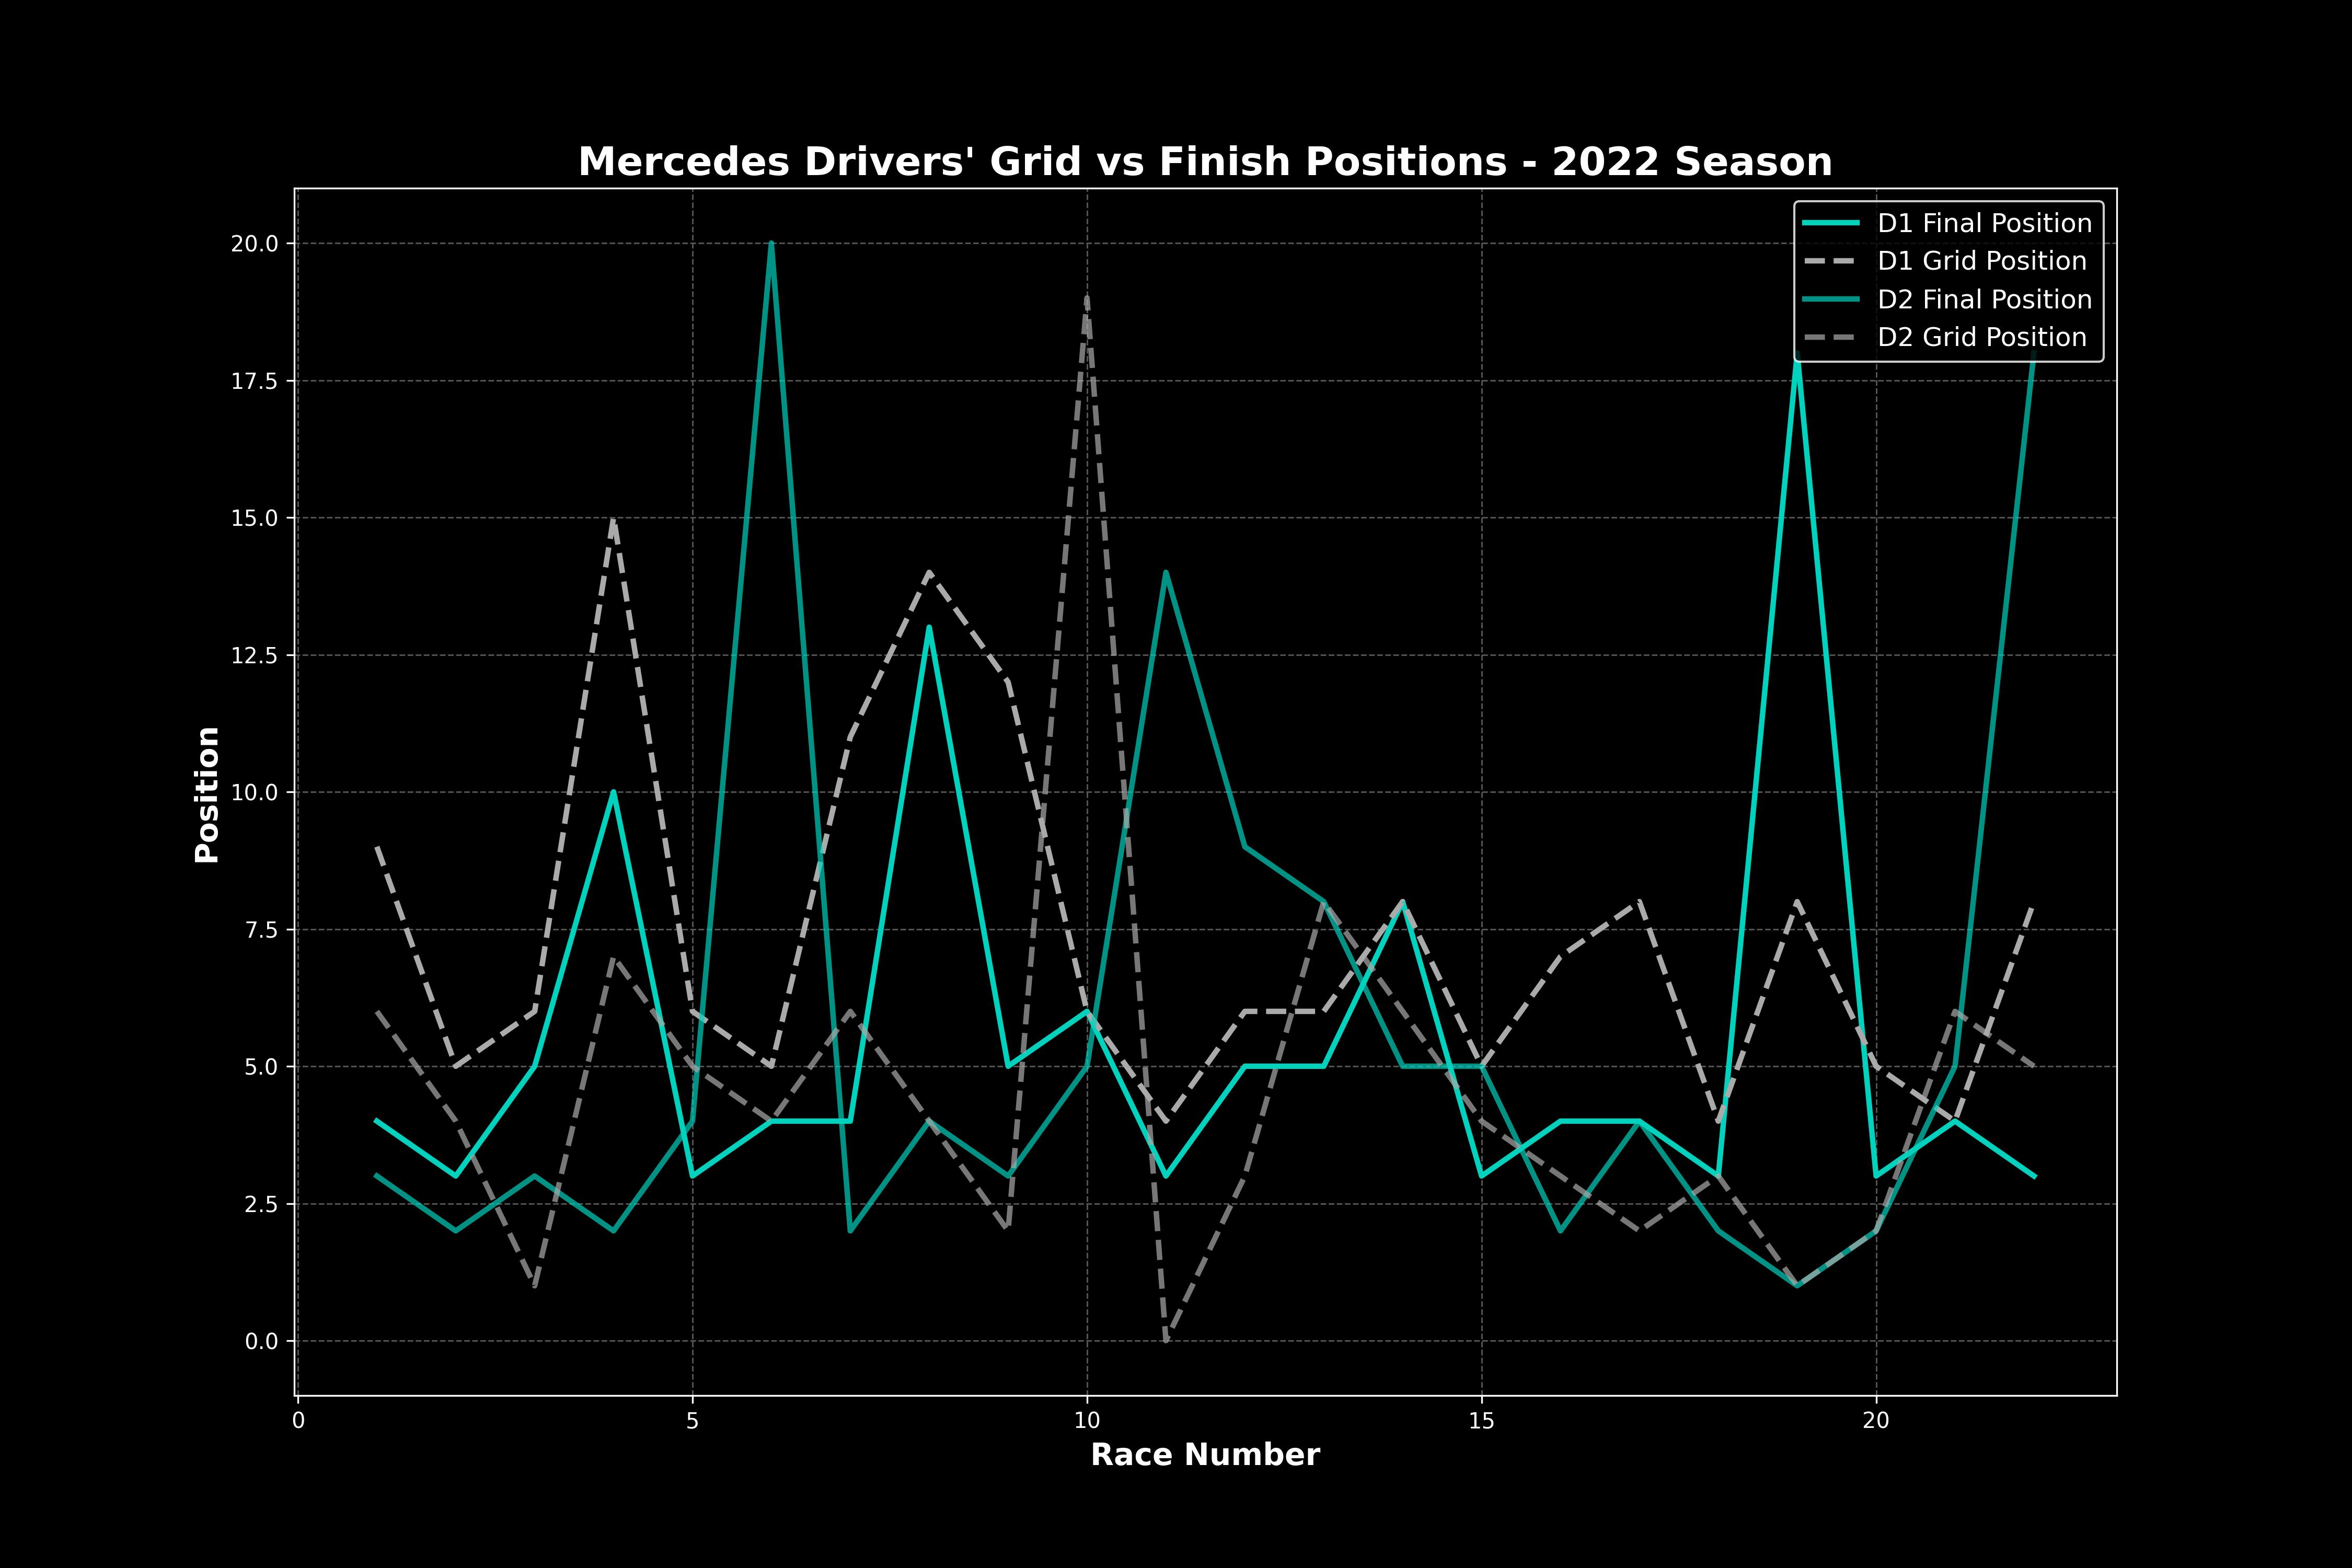 Mercedes Drivers' Grid vs Finish Positions - 2022 Season
D1 Final Position
D1 Grid Position
D2 Final Position
D2 Grid Position
20.0
17.5
15.0
12.5
10.0
7.5
5.0
2.5
0.0
Position
0 5 10 15 20
Race Number